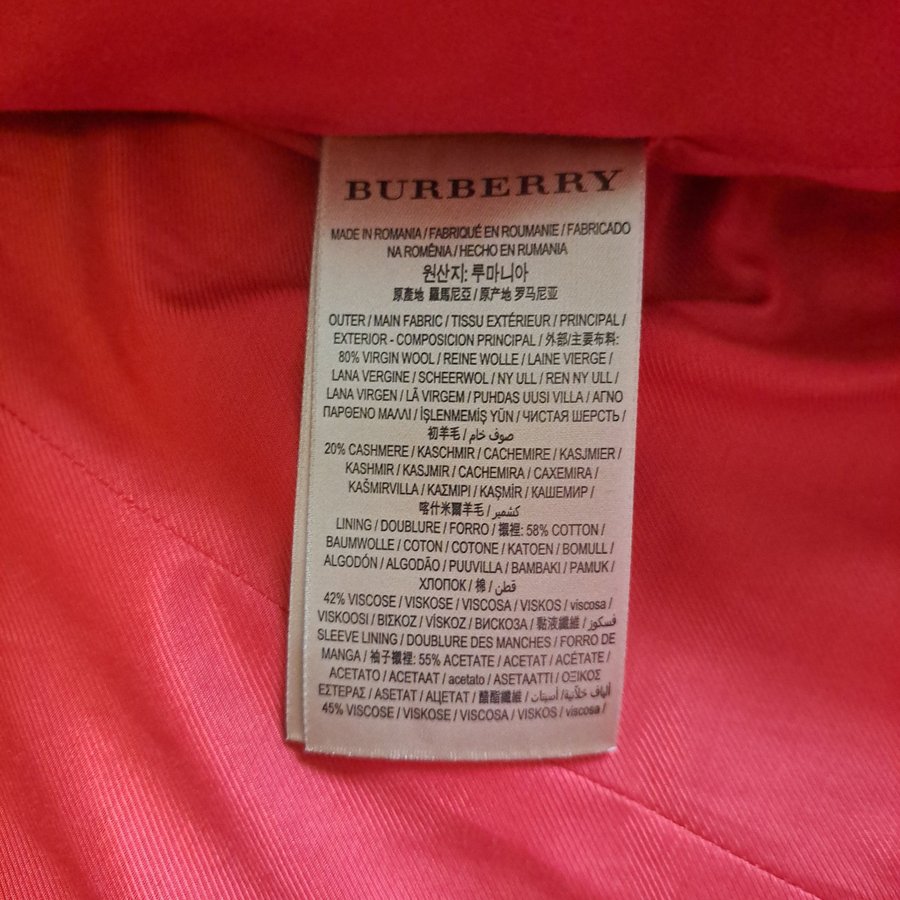 BURBERRY
MADE IN ROMANIA / FABRIQUÉ EN ROUMANIE / FABRICADO
NA ROMÊNIA / HECHO EN RUMANIA
원산지: 루마니아
原產地 羅馬尼亞 / 原产地 罗马尼亚
OUTER / MAIN FABRIC / TISSU EXTÉRIEUR / PRINCIPAL /
EXTERIOR - COMPOSICION PRINCIPAL / 外部/主要布料:
80% VIRGIN WOOL / REINE WOLLE / LAINE VIERGE /
LANA VERGINE / SCHEERWOL / NY ULL / REN NY ULL /
LANA VIRGEN / LÃ VIRGEM / PUHDAS UUSI VILLA / ΑΓΝΟ
ΠΑΡΘΕΝΟ ΜΑΛΛΙ / İŞLENMEMİŞ YÜN / ЧИСТАЯ ШЕРСТЬ /
初羊毛 / صوف خام /
20% CASHMERE / KASCHMIR / CACHEMIRE / KASJMIER /
KASHMIR / KASJMIR / CACHEMIRA / CAXEMIRA /
KAŠMIRVILLA / ΚΑΣΜΙΡΙ / KAŞMİR / КАШЕМИР /
喀什米爾羊毛 / كشمير /
LINING / DOUBLURE / FORRO / 襯裡: 58% COTTON /
BAUMWOLLE / COTON / COTONE / KATOEN / BOMULL /
ALGODÓN / ALGODÃO / PUUVILLA / BAMBAKI / PAMUK /
ХЛОПОК / 棉 / قطن /
42% VISCOSE / VISKOSE / VISCOSA / VISKOS / viscosa /
VISKOOSI / ΒΙΣΚΟΖ / VİSKOZ / ВИСКОЗА / 黏液纖維 / فسكوز /
SLEEVE LINING / DOUBLURE DES MANCHES / FORRO DE
MANGA / 袖子襯裡: 55% ACETATE / ACETAT / ACÉTATE /
ACETATO / ACETAAT / acetato / ASETAATTI / ΟΞΙΚΟΣ
ΕΣΤΕΡΑΣ / ASETAT / АЦЕТАТ / 醋酯纖維 / ألياف خلآنية / أسيتات /
45% VISCOSE / VISKOSE / VISCOSA / VISKOS / viscosa /